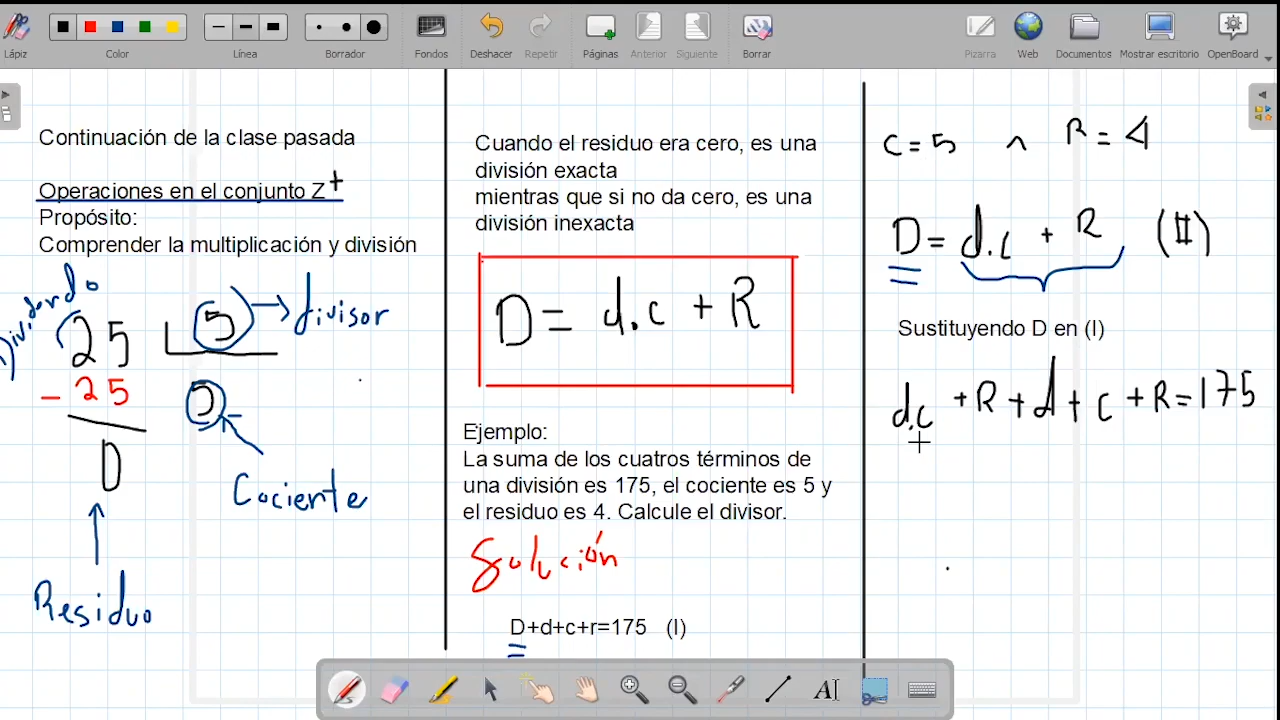 Lápiz
Color
Línea
Borrador
Fondos
Deshacer
Repetir
Páginas
Anterior
Siguiente
Borrar
Pizarra
Web
Documentos
Mostrar escritorio
OpenBoard
Continuación de la clase pasada
Operaciones en el conjunto Z+
Propósito:
Comprender la multiplicación y división
25
5 → divisor
- 25
5
0
Cociente
Residuo
Cuando el residuo era cero, es una
división exacta
mientras que si no da cero, es una
división inexacta
D = d.c + R
Ejemplo:
La suma de los cuatros términos de
una división es 175, el cociente es 5 y
el residuo es 4. Calcule el divisor.
Solución
D+d+c+r=175 (I)
c = 5 ^ R = 4
D = d.c + R (II)
Sustituyendo D en (I)
d.c + R + d + c + R = 175